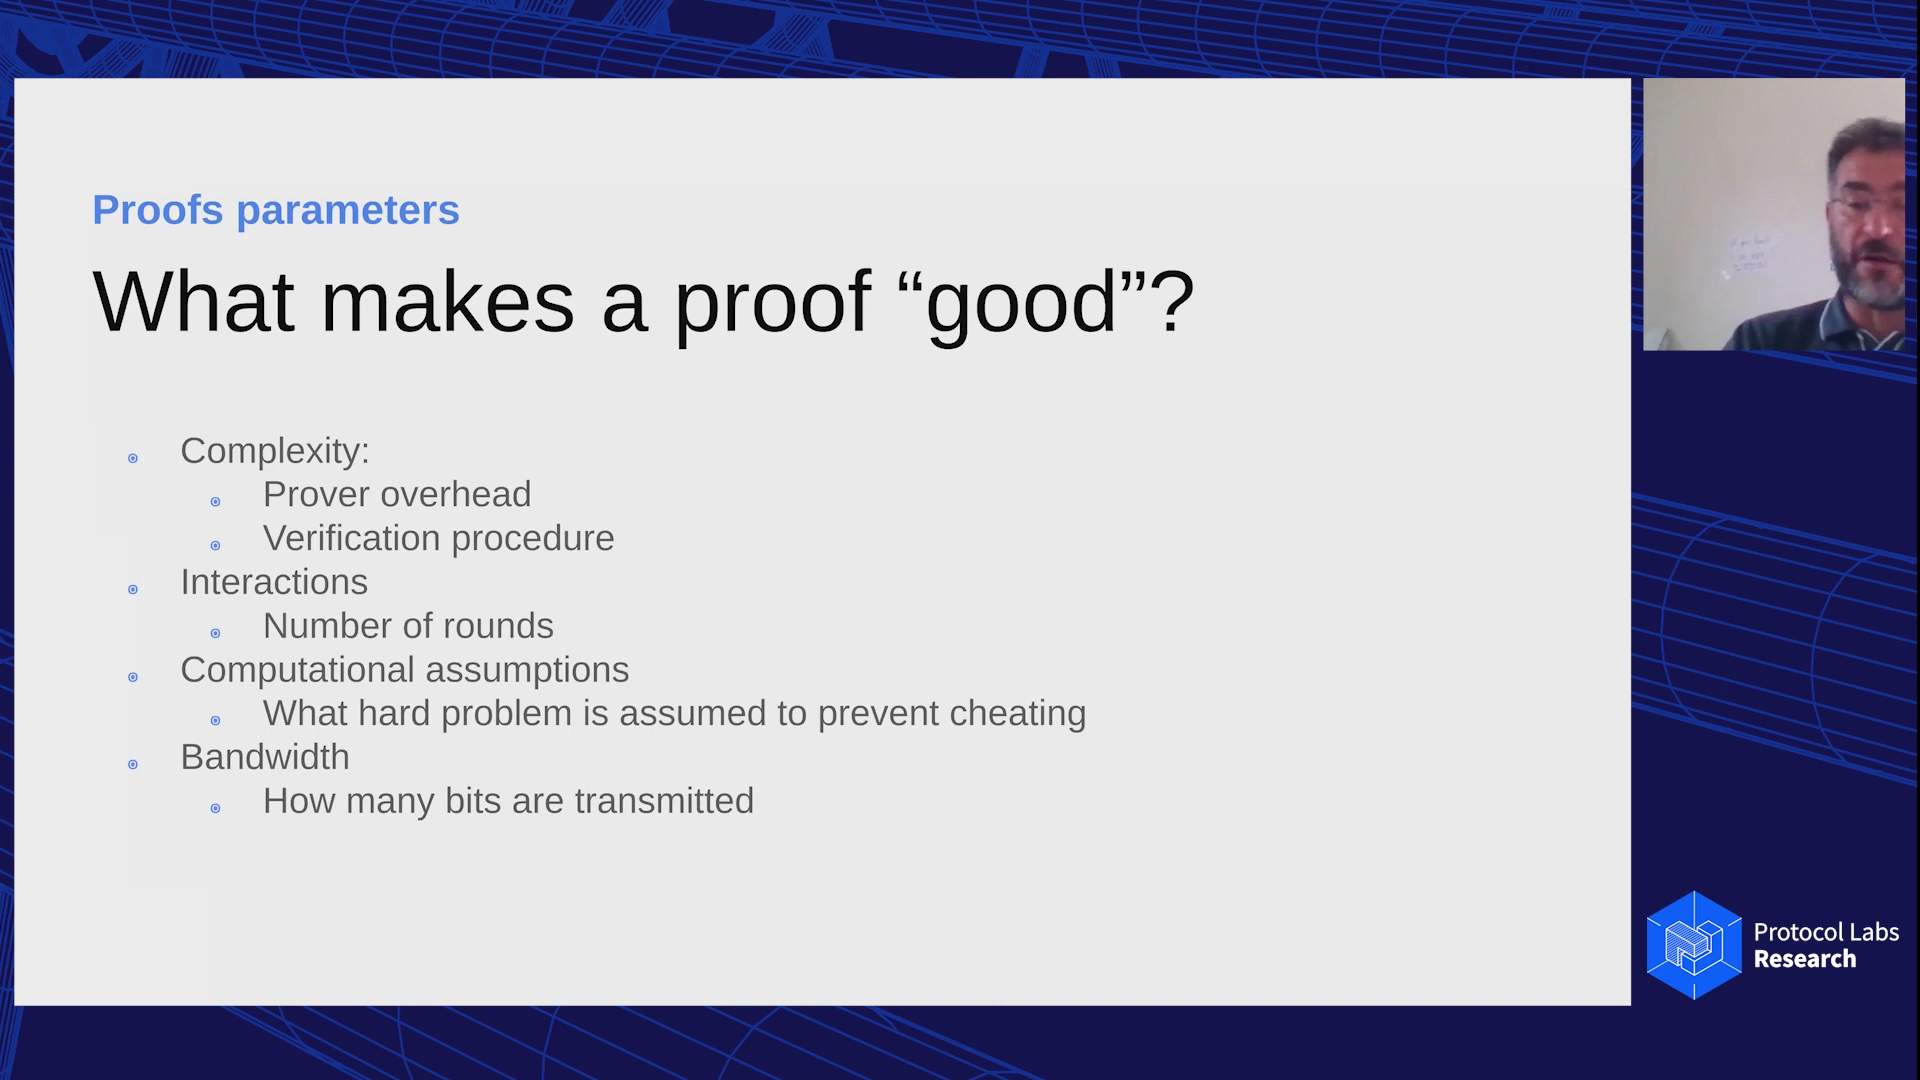 Proofs parameters
What makes a proof “good”?
Complexity:
Prover overhead
Verification procedure
Interactions
Number of rounds
Computational assumptions
What hard problem is assumed to prevent cheating
Bandwidth
How many bits are transmitted
Protocol Labs
Research